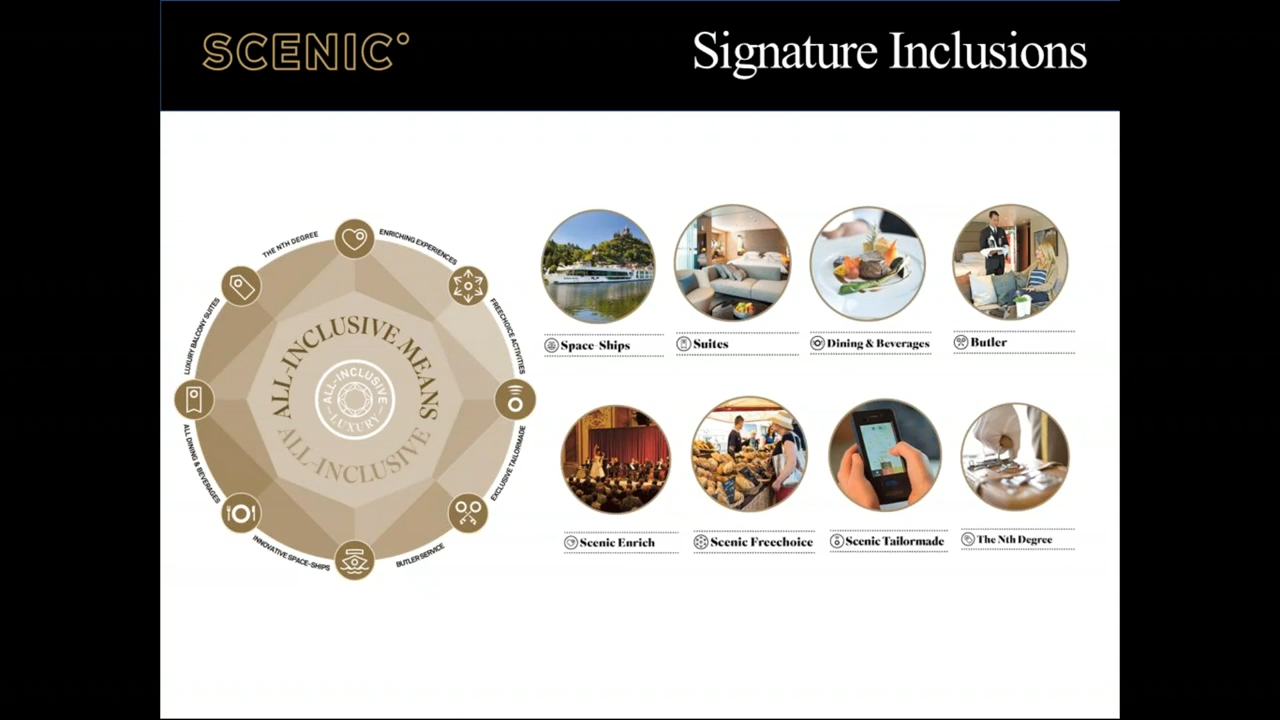 SCENIC°
Signature Inclusions
THE NTH DEGREE
ENRICHING EXPERIENCES
FREECHOICE ACTIVITIES
EXCLUSIVE TAILORMADE
BUTLER SERVICE
INNOVATIVE SPACE-SHIPS
ALL DINING & BEVERAGES
LUXURY BALCONY SUITES
ALL-INCLUSIVE MEANS
ALL-INCLUSIVE
ALL-INCLUSIVE
LUXURY
Space-Ships
Suites
Dining & Beverages
Butler
Scenic Enrich
Scenic Freechoice
Scenic Tailormade
The Nth Degree